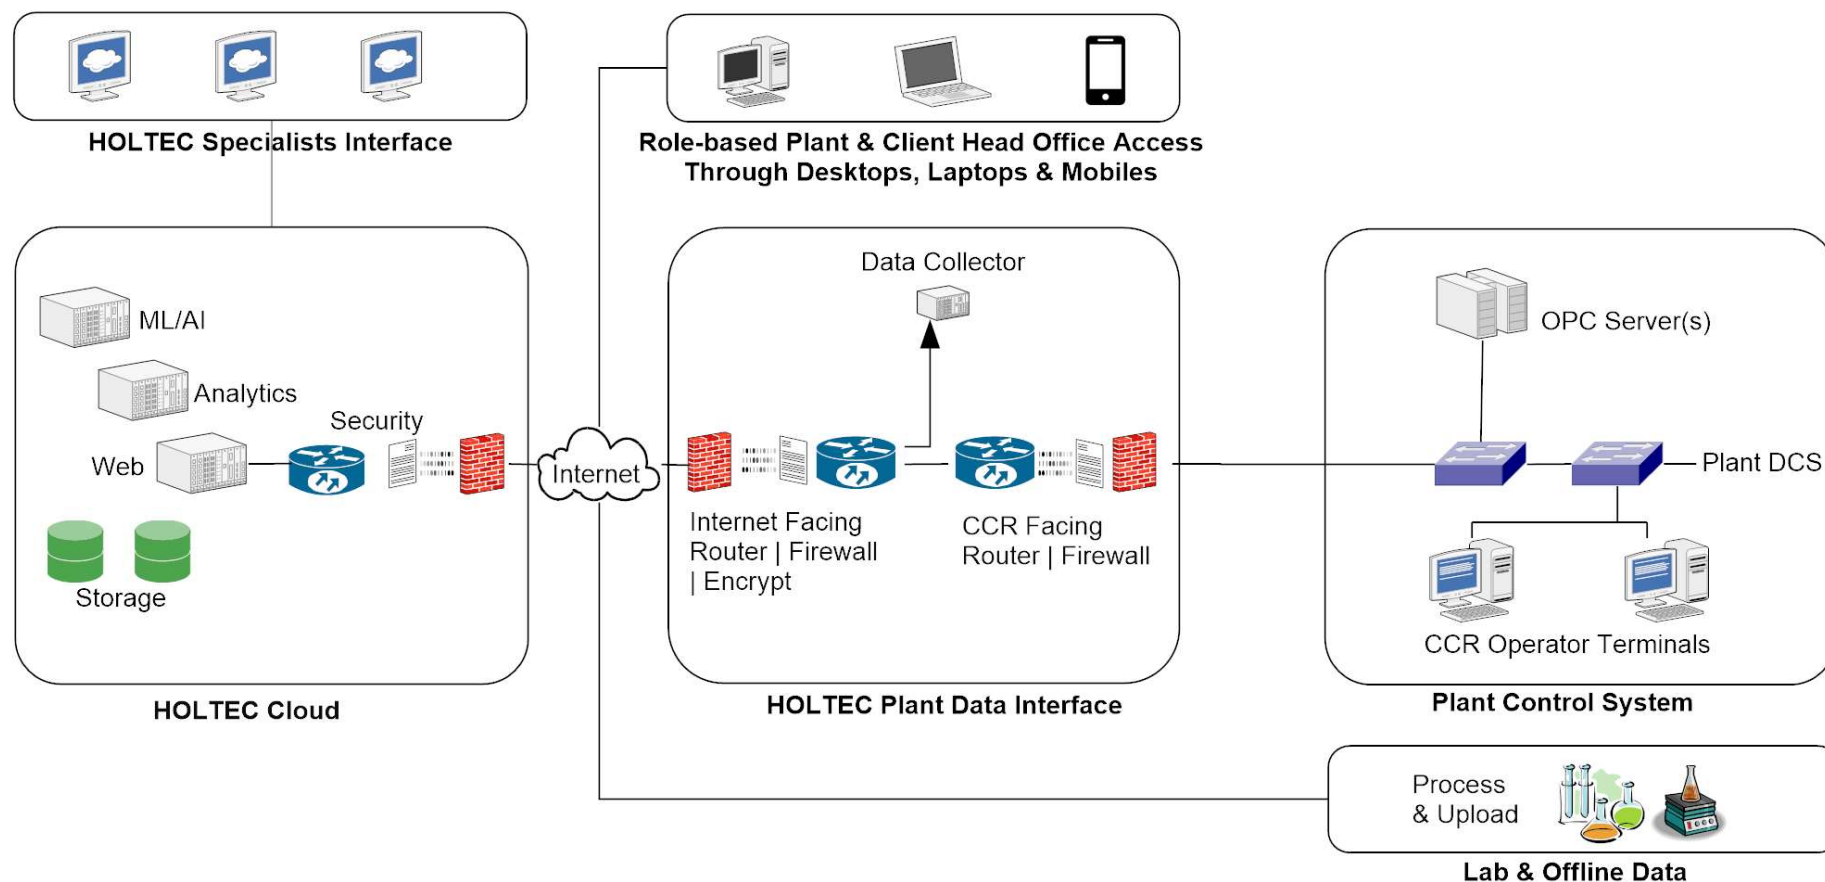 HOLTEC Specialists Interface
Role-based Plant & Client Head Office Access
Through Desktops, Laptops & Mobiles
ML/AI
Analytics
Security
Web
Storage
HOLTEC Cloud
Internet
Data Collector
Internet Facing
Router | Firewall
| Encrypt
CCR Facing
Router | Firewall
HOLTEC Plant Data Interface
OPC Server(s)
Plant DCS
CCR Operator Terminals
Plant Control System
Process
& Upload
Lab & Offline Data